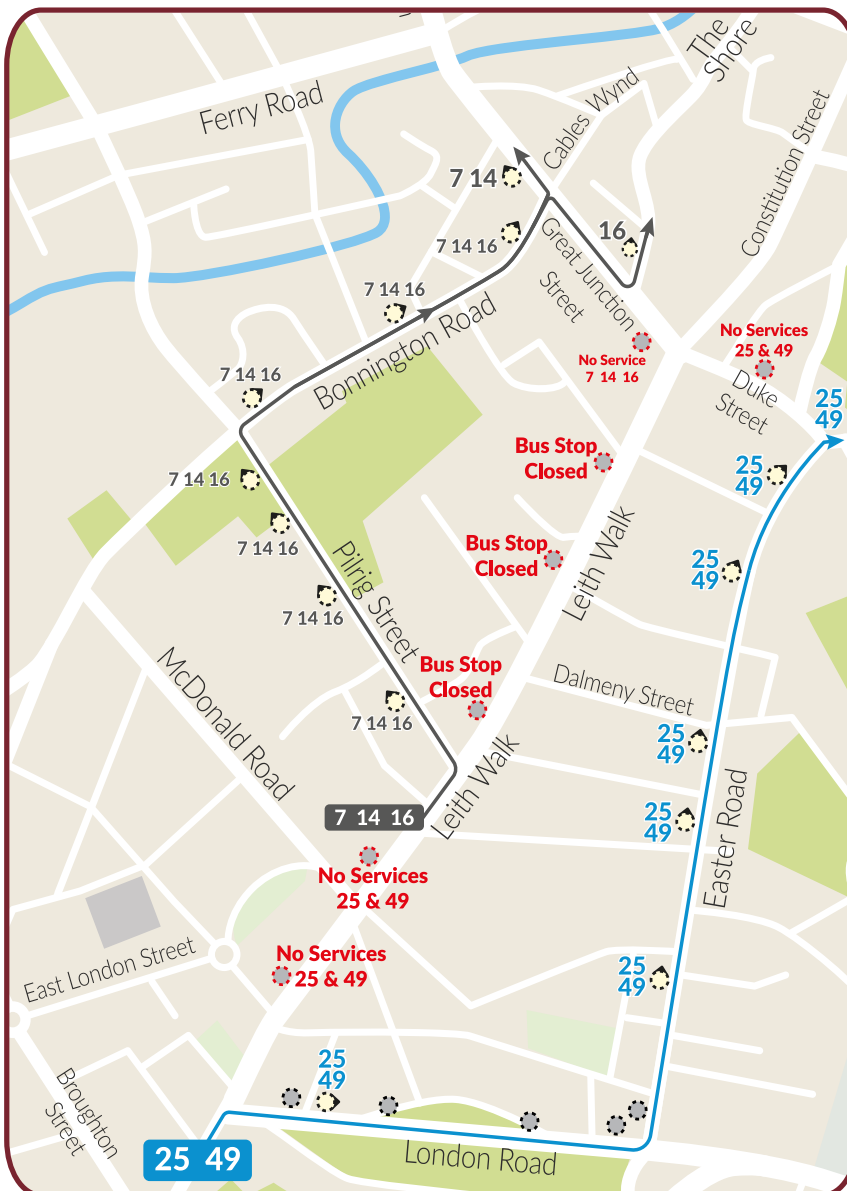 The
Shore
Ferry Road
Cables Wynd
Constitution Street
7 14
7 14 16
16
Great Junction
Street
7 14 16
No Services
25 & 49
No Service
7 14 16
Bonnington Road
Duke
Street
7 14 16
25
49
Bus Stop
Closed
25
49
7 14 16
7 14 16
Bus Stop
Closed
Leith Walk
25
49
Pilrig Street
7 14 16
Bus Stop
Closed
Dalmeny Street
McDonald Road
7 14 16
25
49
Leith Walk
7 14 16
25
49
Easter Road
No Services
25 & 49
East London Street
No Services
25 & 49
25
49
25
49
Broughton
Street
25 49
London Road